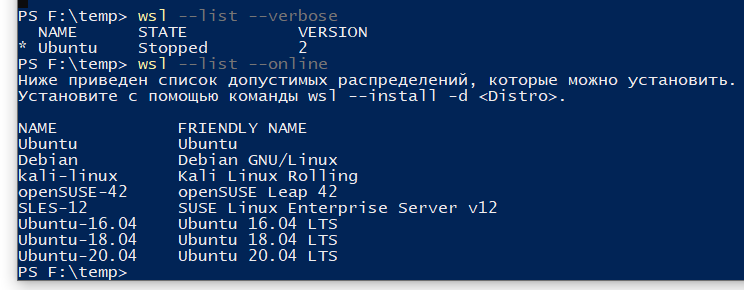 PS F:\temp> wsl --list --verbose
NAME STATE VERSION
* Ubuntu Stopped 2
PS F:\temp> wsl --list --online
Ниже приведен список допустимых распределений, которые можно установить.
Установите с помощью команды wsl --install -d <Distro>.
NAME FRIENDLY NAME
Ubuntu Ubuntu
Debian Debian GNU/Linux
kali-linux Kali Linux Rolling
openSUSE-42 openSUSE Leap 42
SLES-12 SUSE Linux Enterprise Server v12
Ubuntu-16.04 Ubuntu 16.04 LTS
Ubuntu-18.04 Ubuntu 18.04 LTS
Ubuntu-20.04 Ubuntu 20.04 LTS
PS F:\temp>